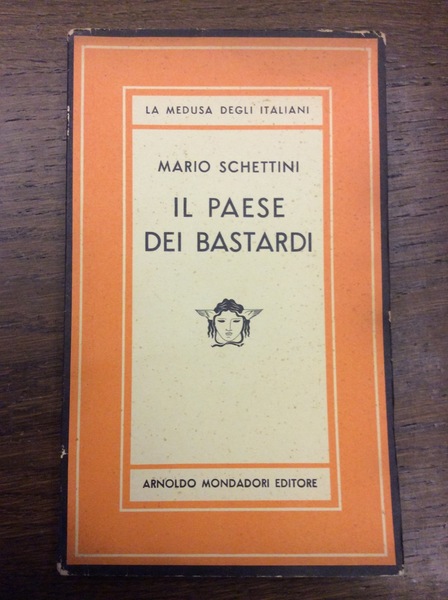 LA MEDUSA DEGLI ITALIANI
MARIO SCHETTINI
IL PAESE
DEI BASTARDI
ARNOLDO MONDADORI EDITORE